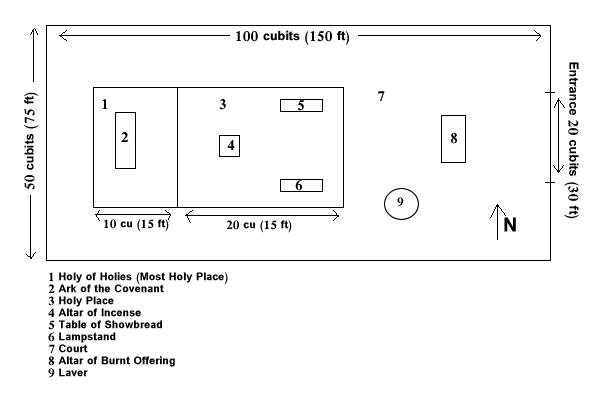 100 cubits (150 ft)
50 cubits (75 ft)
Entrance 20 cubits (30 ft)
1
2
3
4
5
6
7
8
9
10 cu (15 ft)
20 cu (15 ft)
N
1 Holy of Holies (Most Holy Place)
2 Ark of the Covenant
3 Holy Place
4 Altar of Incense
5 Table of Showbread
6 Lampstand
7 Court
8 Altar of Burnt Offering
9 Laver